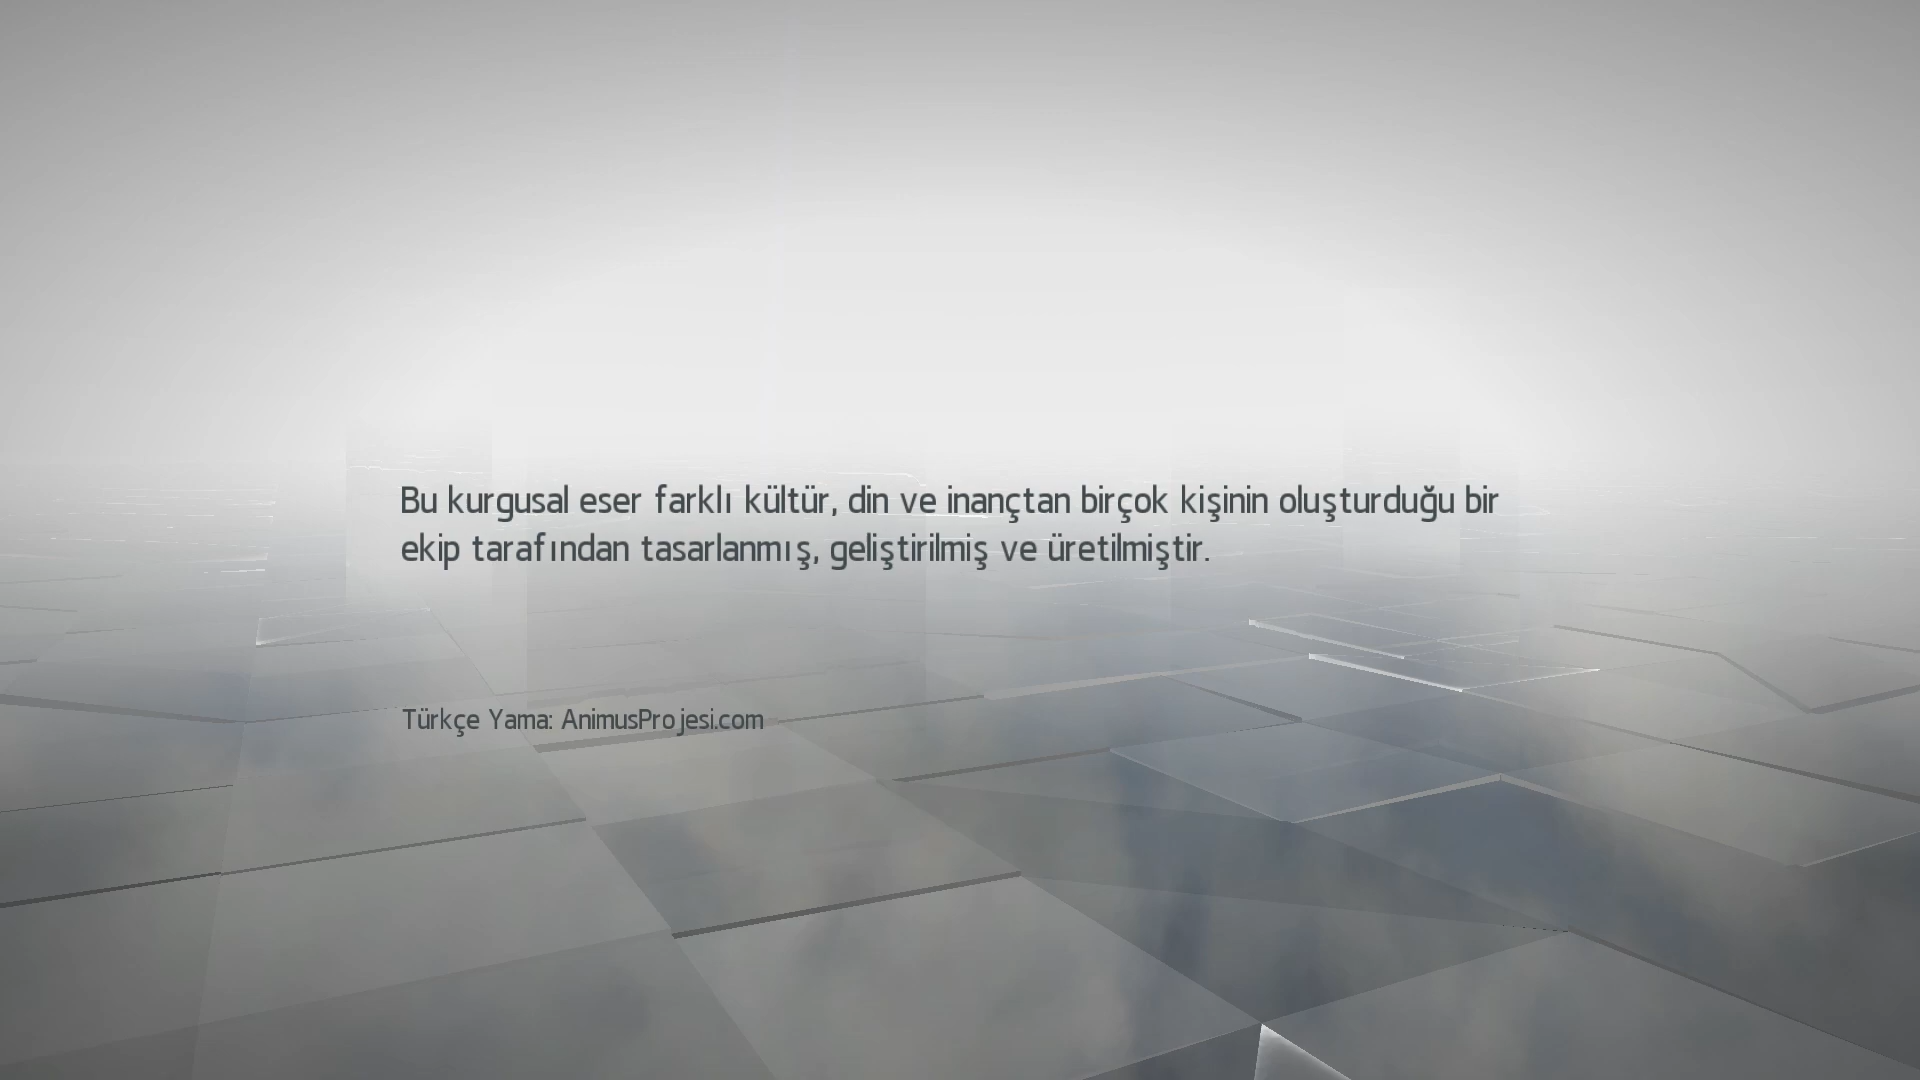 Bu kurgusal eser farklı kültür, din ve inançtan birçok kişinin oluşturduğu bir
ekip tarafından tasarlanmış, geliştirilmiş ve üretilmiştir.
Türkçe Yama: AnimusProjesi.com